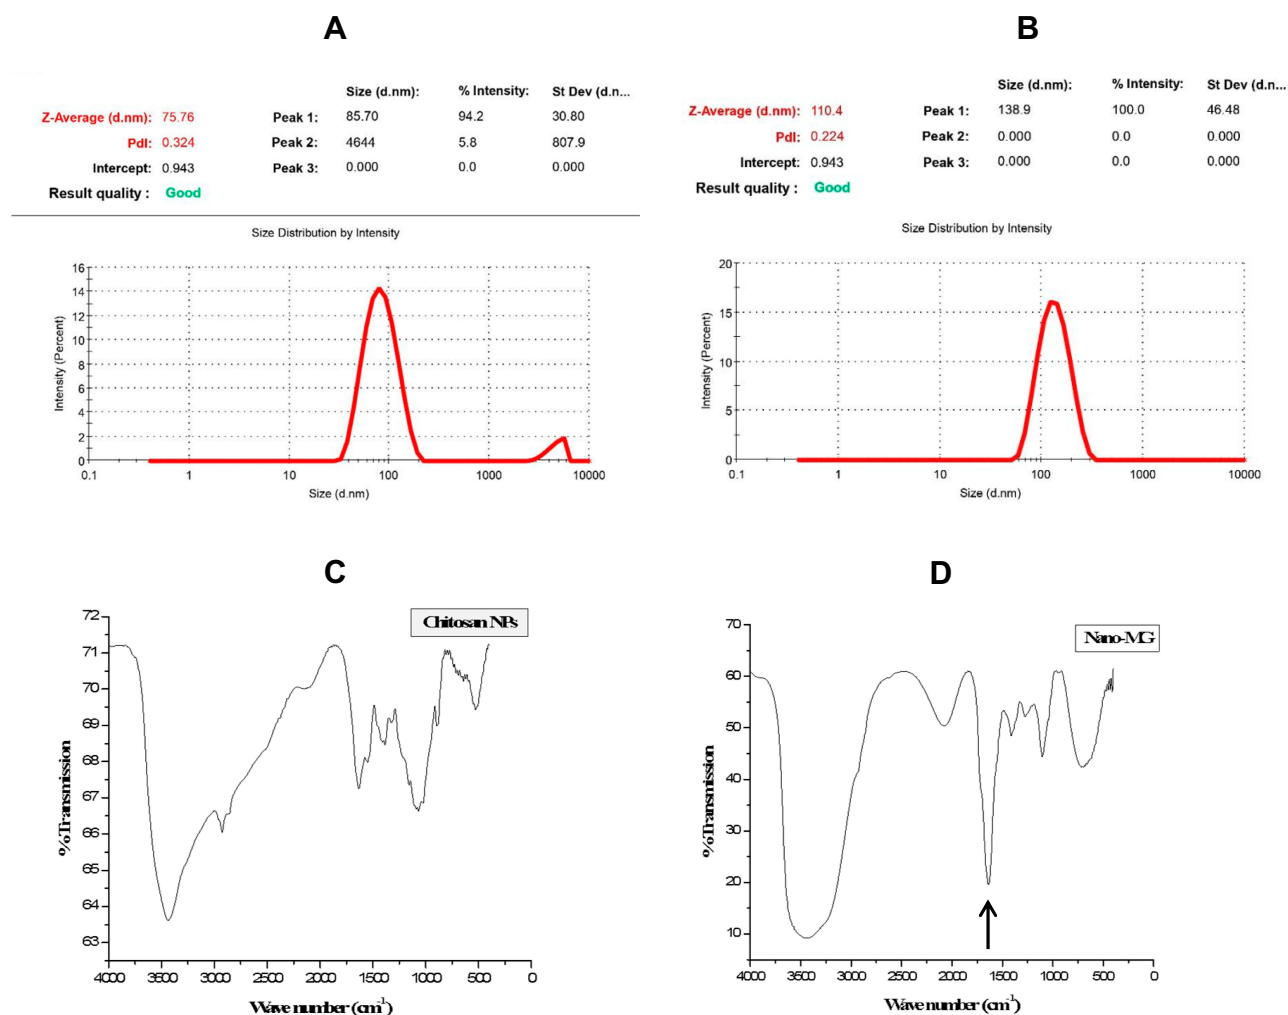 A
Size (d.nm): % Intensity: St Dev (d.n...
Z-Average (d.nm): 75.76 Peak 1: 85.70 94.2 30.80
PdI: 0.324 Peak 2: 4644 5.8 807.9
Intercept: 0.943 Peak 3: 0.000 0.0 0.000
Result quality : Good
Size Distribution by Intensity
Intensity (Percent)
16
14
12
10
8
6
4
2
0
0.1 1 10 100 1000 10000
Size (d.nm)
B
Size (d.nm): % Intensity: St Dev (d.n...
Z-Average (d.nm): 110.4 Peak 1: 138.9 100.0 46.48
PdI: 0.224 Peak 2: 0.000 0.0 0.000
Intercept: 0.943 Peak 3: 0.000 0.0 0.000
Result quality : Good
Size Distribution by Intensity
Intensity (Percent)
20
15
10
5
0
0.1 1 10 100 1000 10000
Size (d.nm)
C
Chitosan NPs
%Transmission
72
71
70
69
68
67
66
65
64
63
4000 3500 3000 2500 2000 1500 1000 500 0
Wave number (cm-1)
D
Nano-MG
%Transmission
70
60
50
40
30
20
10
4000 3500 3000 2500 2000 1500 1000 500 0
Wave number (cm-1)